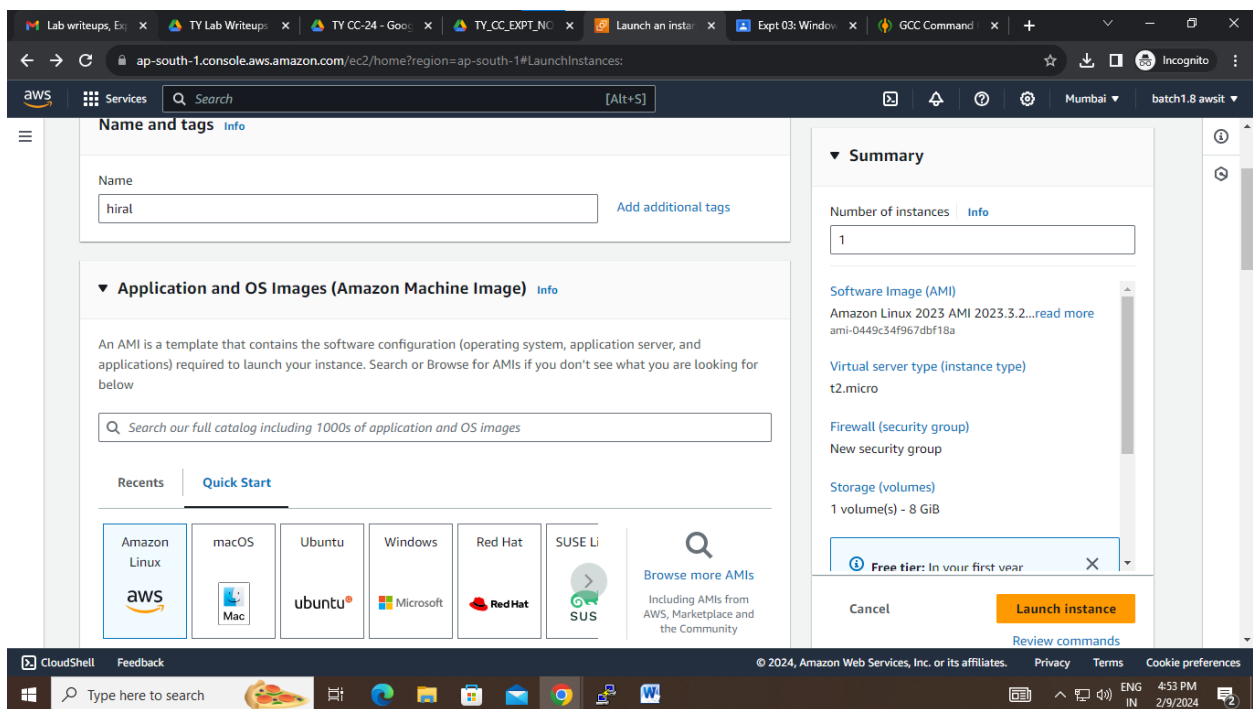 Lab writeups, Ex
TY Lab Writeups
TY CC-24 - Goog
TY_CC_EXPT_NO
Launch an instan
Expt 03: Window
GCC Command
ap-south-1.console.aws.amazon.com/ec2/home?region=ap-south-1#LaunchInstances:
Incognito
aws
Services
Search
[Alt+S]
Mumbai
batch1.8 awsit
Name and tags Info
Name
hiral
Add additional tags
Application and OS Images (Amazon Machine Image) Info
An AMI is a template that contains the software configuration (operating system, application server, and
applications) required to launch your instance. Search or Browse for AMIs if you don't see what you are looking for
below
Search our full catalog including 1000s of application and OS images
Recents
Quick Start
Amazon
Linux
aws
macOS
Mac
Ubuntu
ubuntu®
Windows
Microsoft
Red Hat
RedHat
SUSE Li
SUS
Browse more AMIs
Including AMIs from
AWS, Marketplace and
the Community
Summary
Number of instances Info
1
Software Image (AMI)
Amazon Linux 2023 AMI 2023.3.2...read more
ami-0449c34f967dbf18a
Virtual server type (instance type)
t2.micro
Firewall (security group)
New security group
Storage (volumes)
1 volume(s) - 8 GiB
Free tier: In your first year
Cancel
Launch instance
Review commands
CloudShell
Feedback
© 2024, Amazon Web Services, Inc. or its affiliates.
Privacy
Terms
Cookie preferences
Type here to search
ENG
IN
4:53 PM
2/9/2024
2